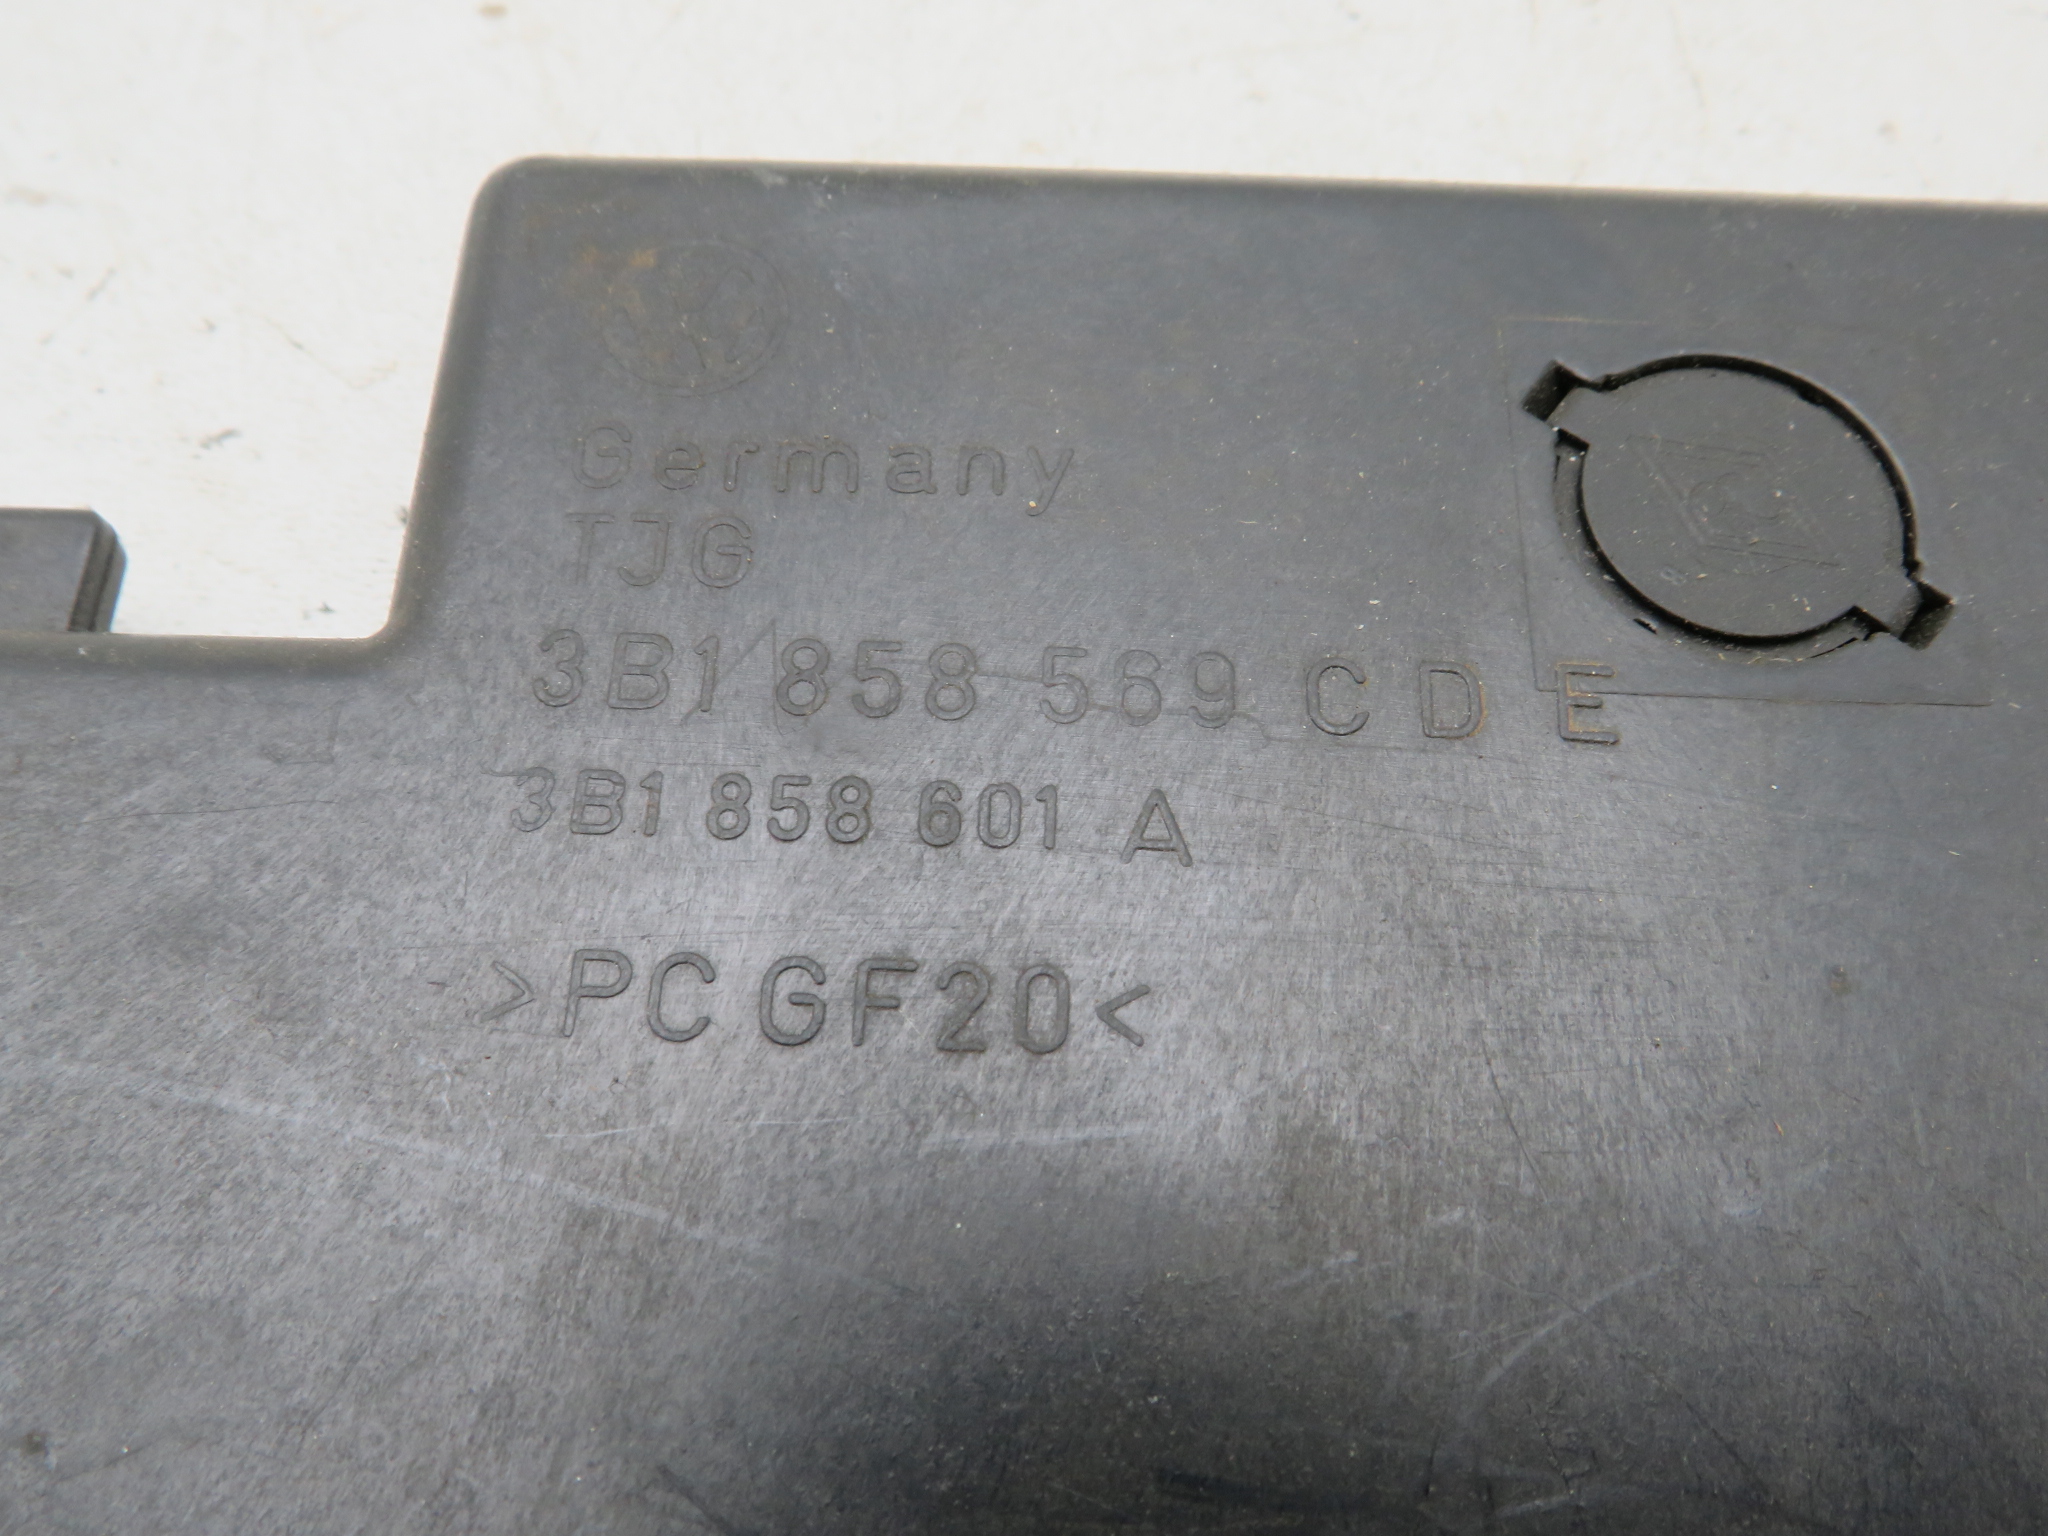 Germany
TJG
3B1 858 569 C D E
3B1 858 601 A
>PC GF20<